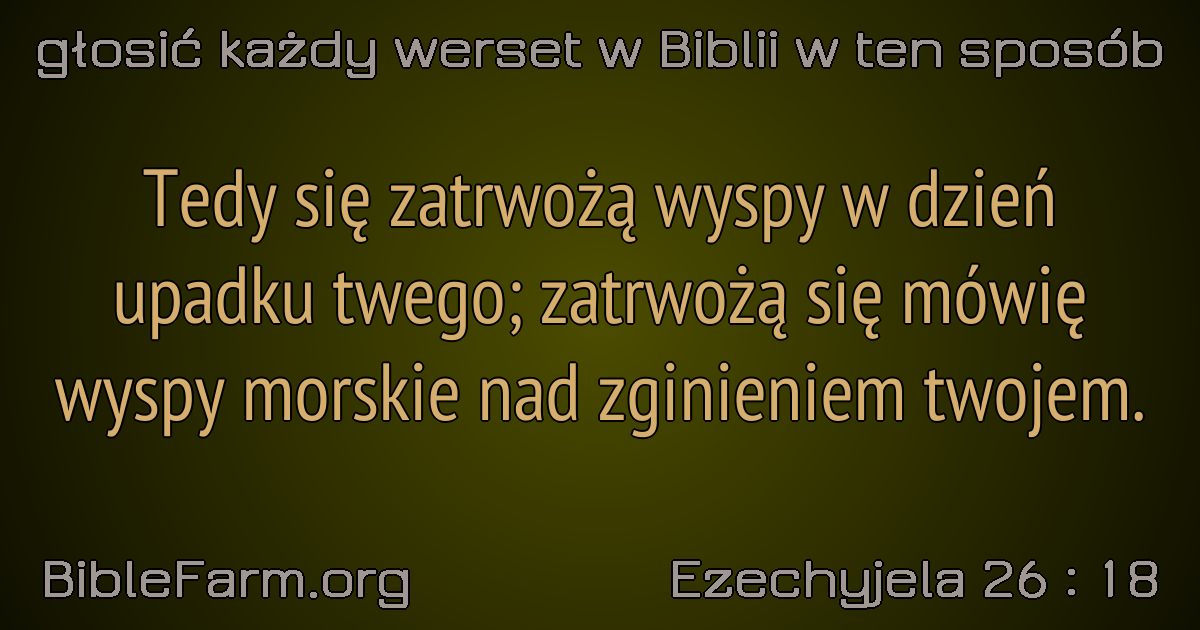 głosić każdy werset w Biblii w ten sposób
Tedy się zatrwożą wyspy w dzień
upadku twego; zatrwożą się mówię
wyspy morskie nad zginieniem twojem.
BibleFarm.org
Ezechyjela 26 : 18